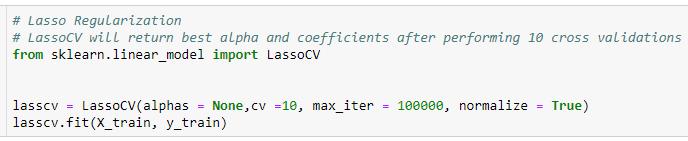 # Lasso Regularization
# LassoCV will return best alpha and coefficients after performing 10 cross validations
from sklearn.linear_model import LassoCV
lasscv = LassoCV(alphas = None,cv =10, max_iter = 100000, normalize = True)
lasscv.fit(X_train, y_train)